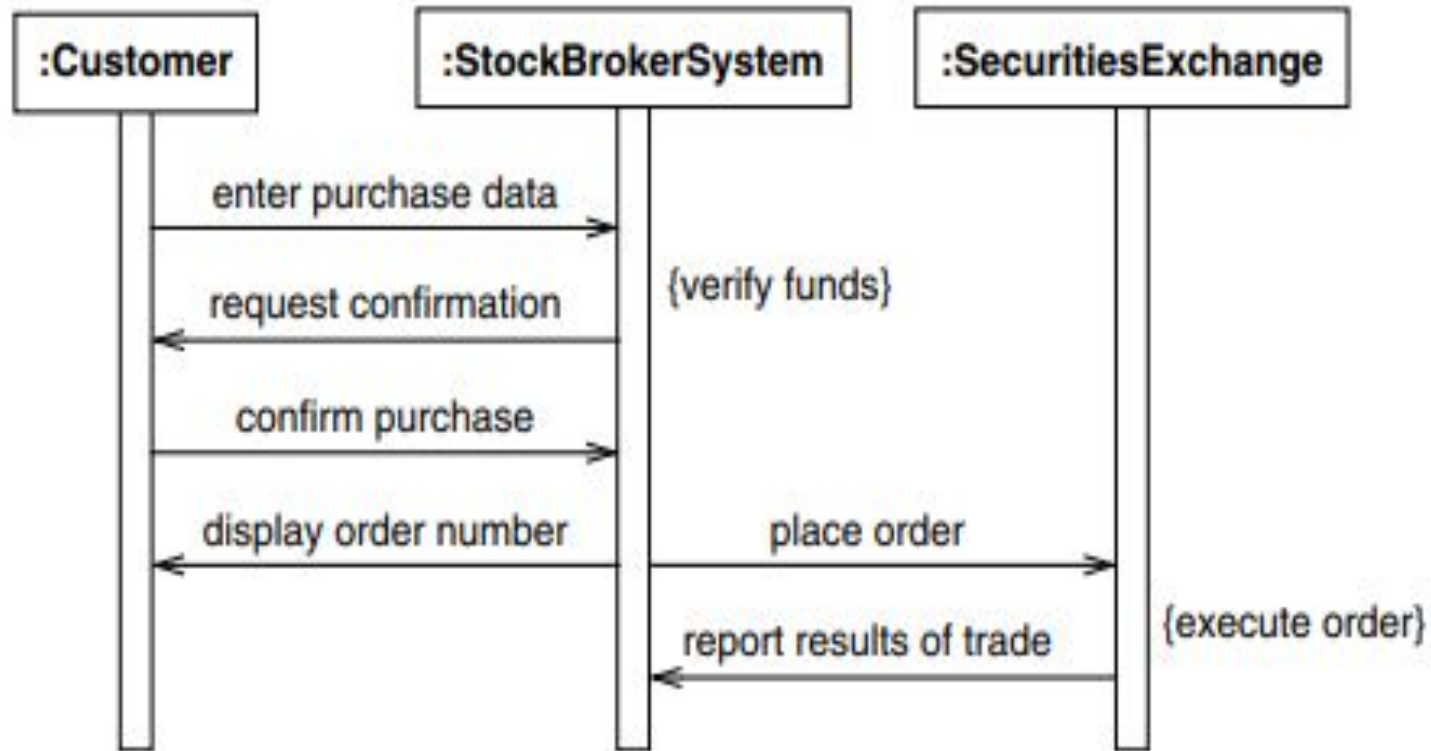 :Customer
:StockBrokerSystem
:SecuritiesExchange
enter purchase data
{verify funds}
request confirmation
confirm purchase
display order number
place order
{execute order}
report results of trade